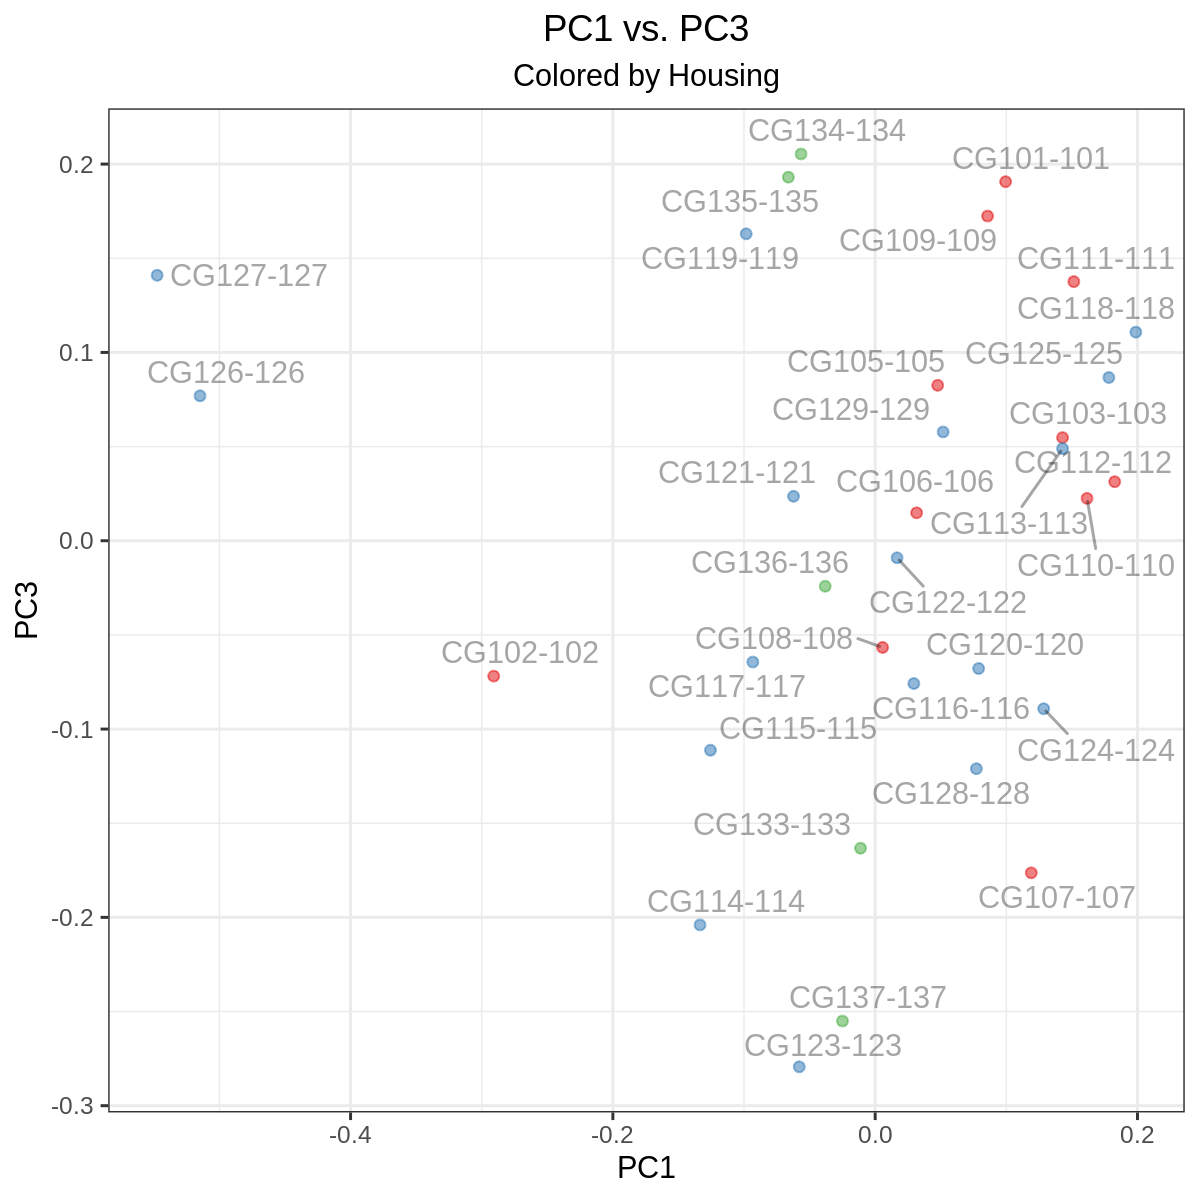 PC1 vs. PC3
Colored by Housing
CG134-134
CG101-101
0.2
CG135-135
CG109-109
CG119-119
CG111-111
CG127-127
CG118-118
0.1
CG105-105
CG125-125
CG126-126
CG129-129
CG103-103
CG121-121
CG112-112
CG106-106
CG113-113
0.0
CG136-136
CG110-110
CG122-122
PC3
CG108-108
CG120-120
CG102-102
CG117-117
CG116-116
-0.1
CG115-115
CG124-124
CG128-128
CG133-133
CG107-107
CG114-114
-0.2
CG137-137
CG123-123
-0.3
-0.4
-0.2
0.0
0.2
PC1